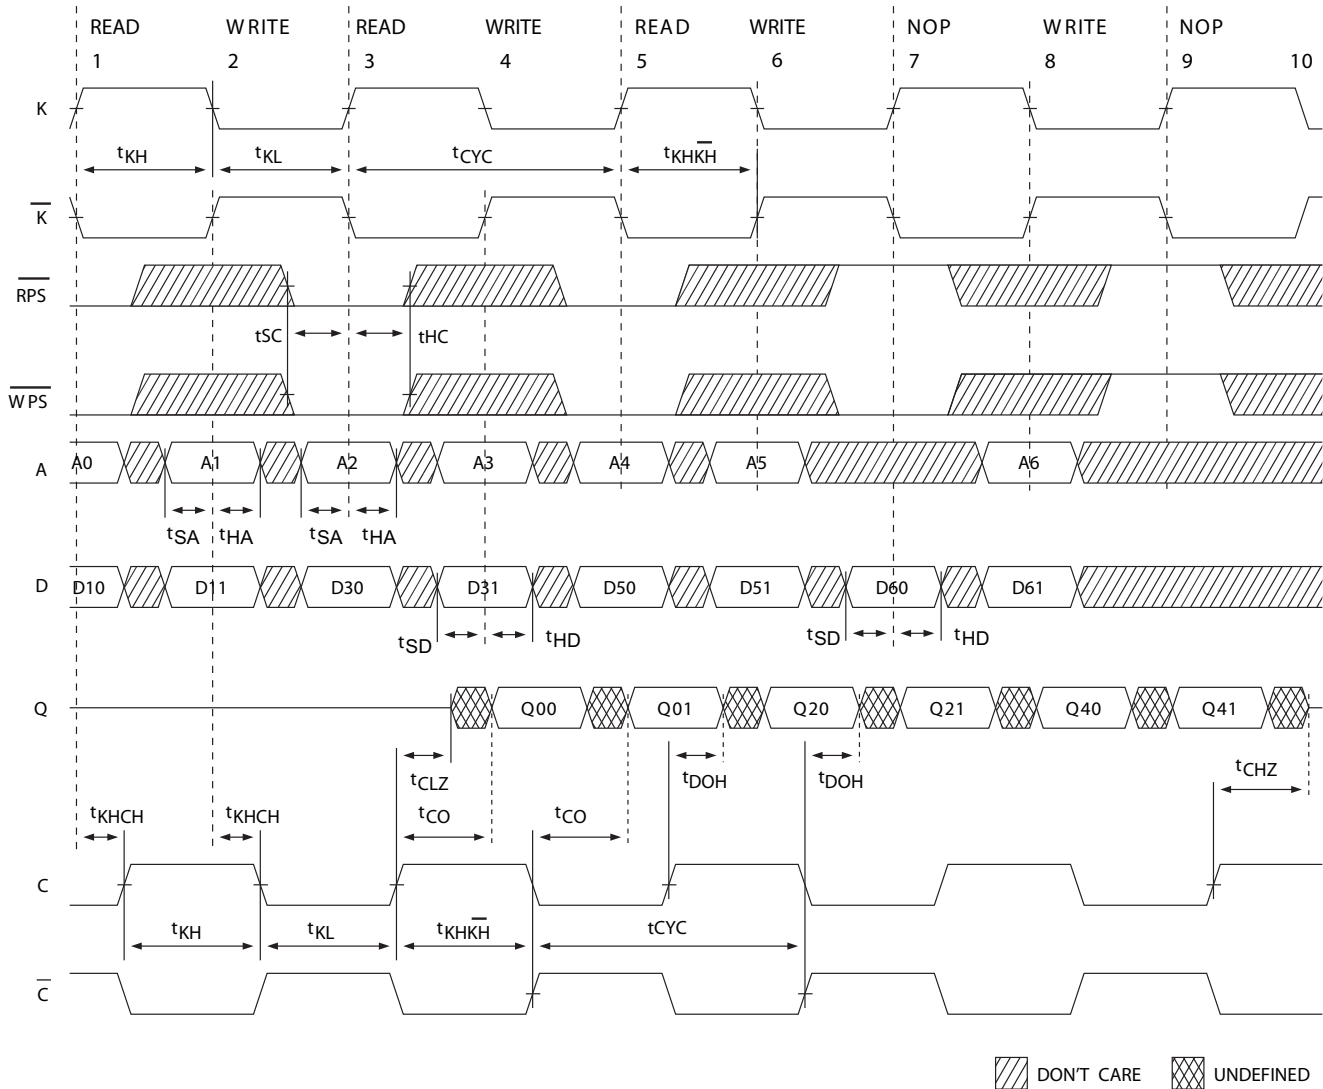 READ WRITE READ WRITE READ WRITE NOP WRITE NOP
1 2 3 4 5 6 7 8 9 10
K
tKH tKL tCYC tKHK̅H̅
K̅
R̅P̅S̅
tSC tHC
W̅P̅S̅
A A0 A1 A2 A3 A4 A5 A6
tSA tHA tSA tHA
D D10 D11 D30 D31 D50 D51 D60 D61
tSD tHD tSD tHD
Q Q00 Q01 Q20 Q21 Q40 Q41
tCLZ tDOH tDOH tCHZ
tKHCH tKHCH tCO tCO
C
tKH tKL tKHK̅H̅ tCYC
C̅
DON'T CARE UNDEFINED